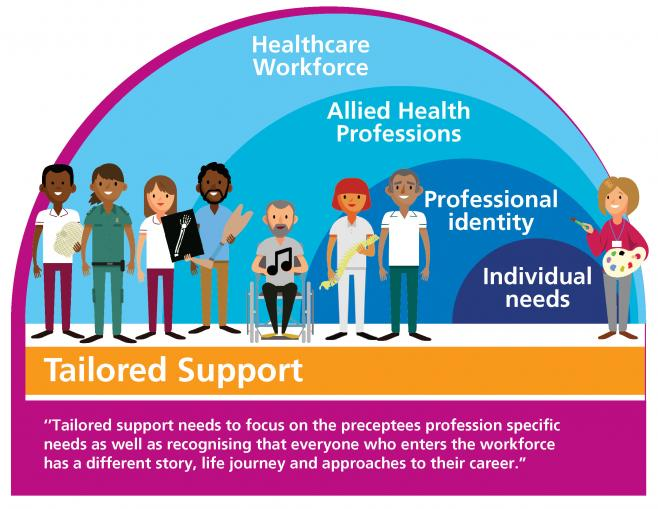 Healthcare
Workforce
Allied Health
Professions
Professional
identity
Individual
needs
Tailored Support
“Tailored support needs to focus on the preceptees profession specific
needs as well as recognising that everyone who enters the workforce
has a different story, life journey and approaches to their career.”